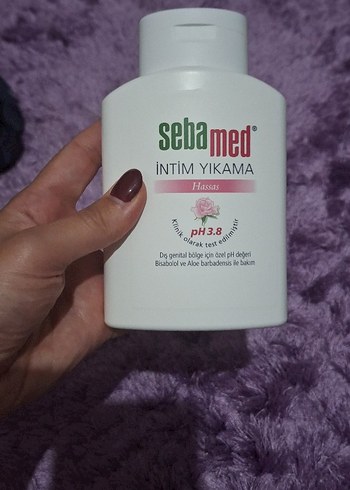 sebamed®
İNTİM YIKAMA
Hassas
pH 3.8
Klinik olarak test edilmiştir
Dış genital bölge için özel pH değeri
Bisabolol ve Aloe barbadensis ile bakım